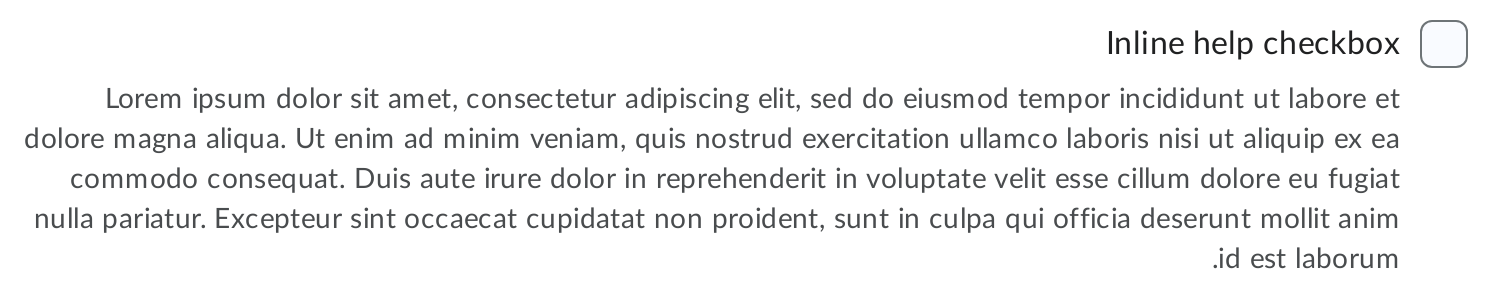 Inline help checkbox
Lorem ipsum dolor sit amet, consectetur adipiscing elit, sed do eiusmod tempor incididunt ut labore et
dolore magna aliqua. Ut enim ad minim veniam, quis nostrud exercitation ullamco laboris nisi ut aliquip ex ea
commodo consequat. Duis aute irure dolor in reprehenderit in voluptate velit esse cillum dolore eu fugiat
nulla pariatur. Excepteur sint occaecat cupidatat non proident, sunt in culpa qui officia deserunt mollit anim
.id est laborum